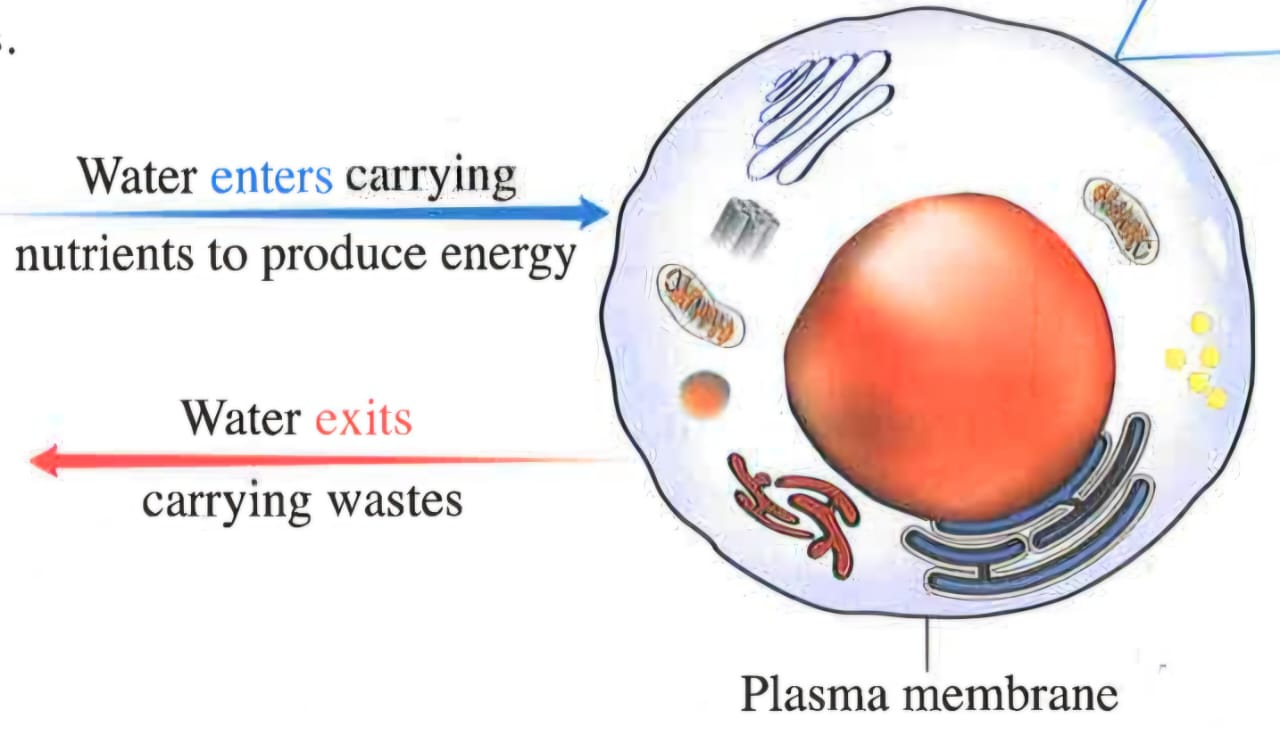 Water enters carrying
nutrients to produce energy
Water exits
carrying wastes
Plasma membrane